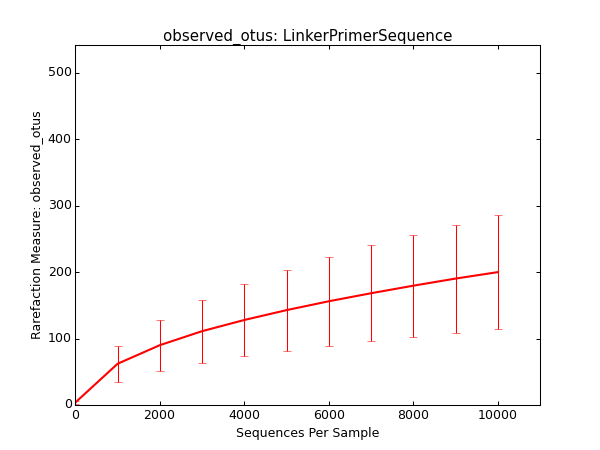 observed_otus: LinkerPrimerSequence
Rarefaction Measure: observed_otus
500
400
300
200
100
0
0 2000 4000 6000 8000 10000
Sequences Per Sample